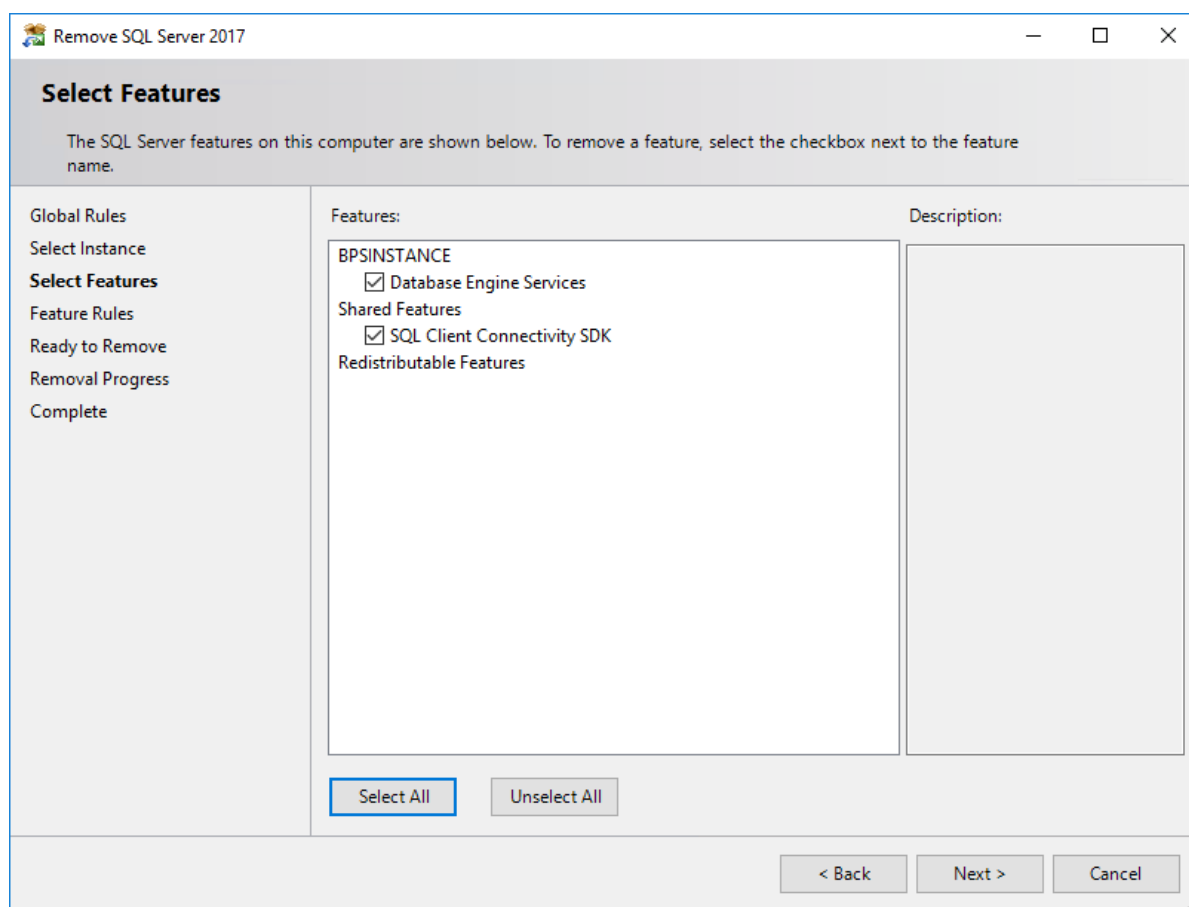 Remove SQL Server 2017
Select Features
The SQL Server features on this computer are shown below. To remove a feature, select the checkbox next to the feature
name.
Global Rules
Select Instance
Select Features
Feature Rules
Ready to Remove
Removal Progress
Complete
Features:
BPSINSTANCE
Database Engine Services
Shared Features
SQL Client Connectivity SDK
Redistributable Features
Description:
Select All
Unselect All
< Back
Next >
Cancel